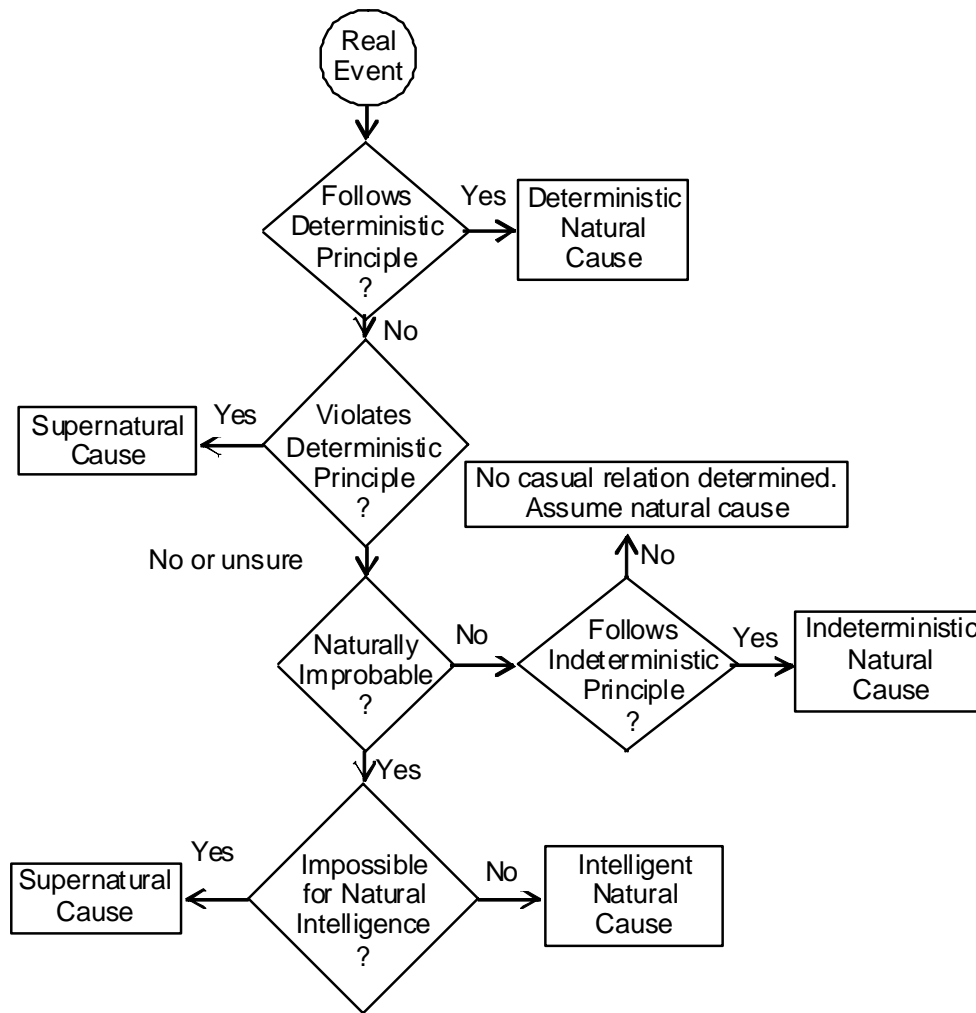 Real
Event
Follows
Deterministic
Principle
?
Yes
Deterministic
Natural
Cause
No
Violates
Deterministic
Principle
?
Yes
Supernatural
Cause
No or unsure
No casual relation determined.
Assume natural cause
No
Naturally
Improbable
?
No
Follows
Indeterministic
Principle
?
Yes
Indeterministic
Natural
Cause
Yes
Impossible
for Natural
Intelligence
?
Yes
Supernatural
Cause
No
Intelligent
Natural
Cause